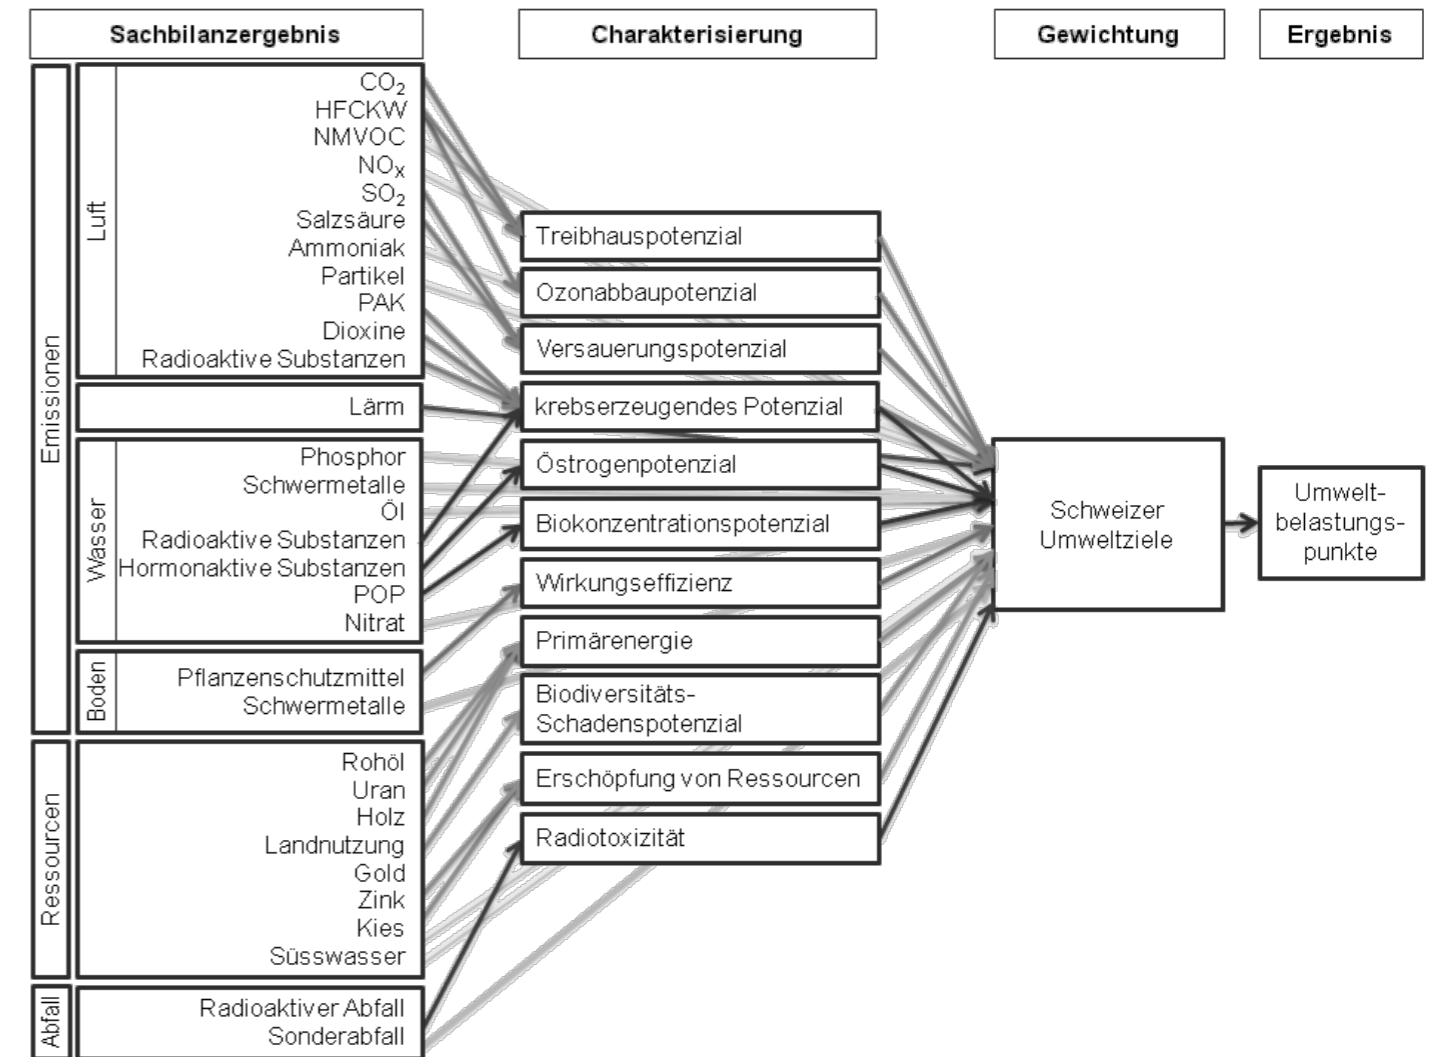 Sachbilanzergebnis
Charakterisierung
Gewichtung
Ergebnis
Emissionen
Luft
CO₂
HFCKW
NMVOC
NOₓ
SO₂
Salzsäure
Ammoniak
Partikel
PAK
Dioxine
Radioaktive Substanzen
Lärm
Wasser
Phosphor
Schwermetalle
Öl
Radioaktive Substanzen
Hormonaktive Substanzen
POP
Nitrat
Boden
Pflanzenschutzmittel
Schwermetalle
Ressourcen
Rohöl
Uran
Holz
Landnutzung
Gold
Zink
Kies
Süsswasser
Abfall
Radioaktiver Abfall
Sonderabfall
Treibhauspotenzial
Ozonabbaupotenzial
Versauerungspotenzial
krebserzeugendes Potenzial
Östrogenpotenzial
Biokonzentrationspotenzial
Wirkungseffizienz
Primärenergie
Biodiversitäts-
Schadenspotenzial
Erschöpfung von Ressourcen
Radiotoxizität
Schweizer
Umweltziele
Umwelt-
belastungs-
punkte